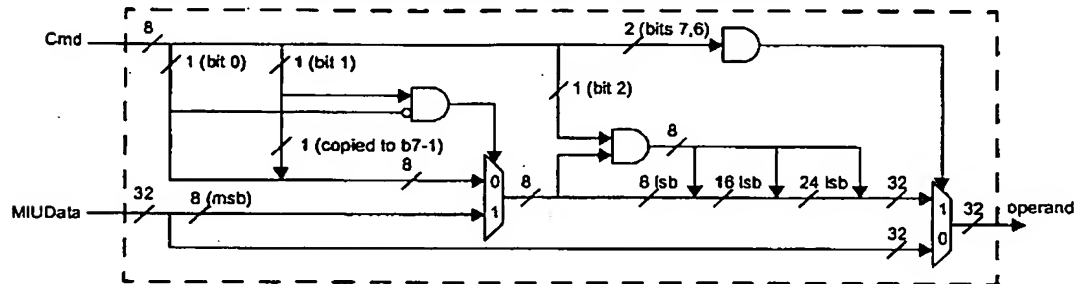 Cmd
8
2 (bits 7,6)
1 (bit 0)
1 (bit 1)
1 (bit 2)
1 (copied to b7-1)
8
8
0
8
8 lsb
16 lsb
24 lsb
32
MIUData
32
8 (msb)
1
1
32
operand
0
32